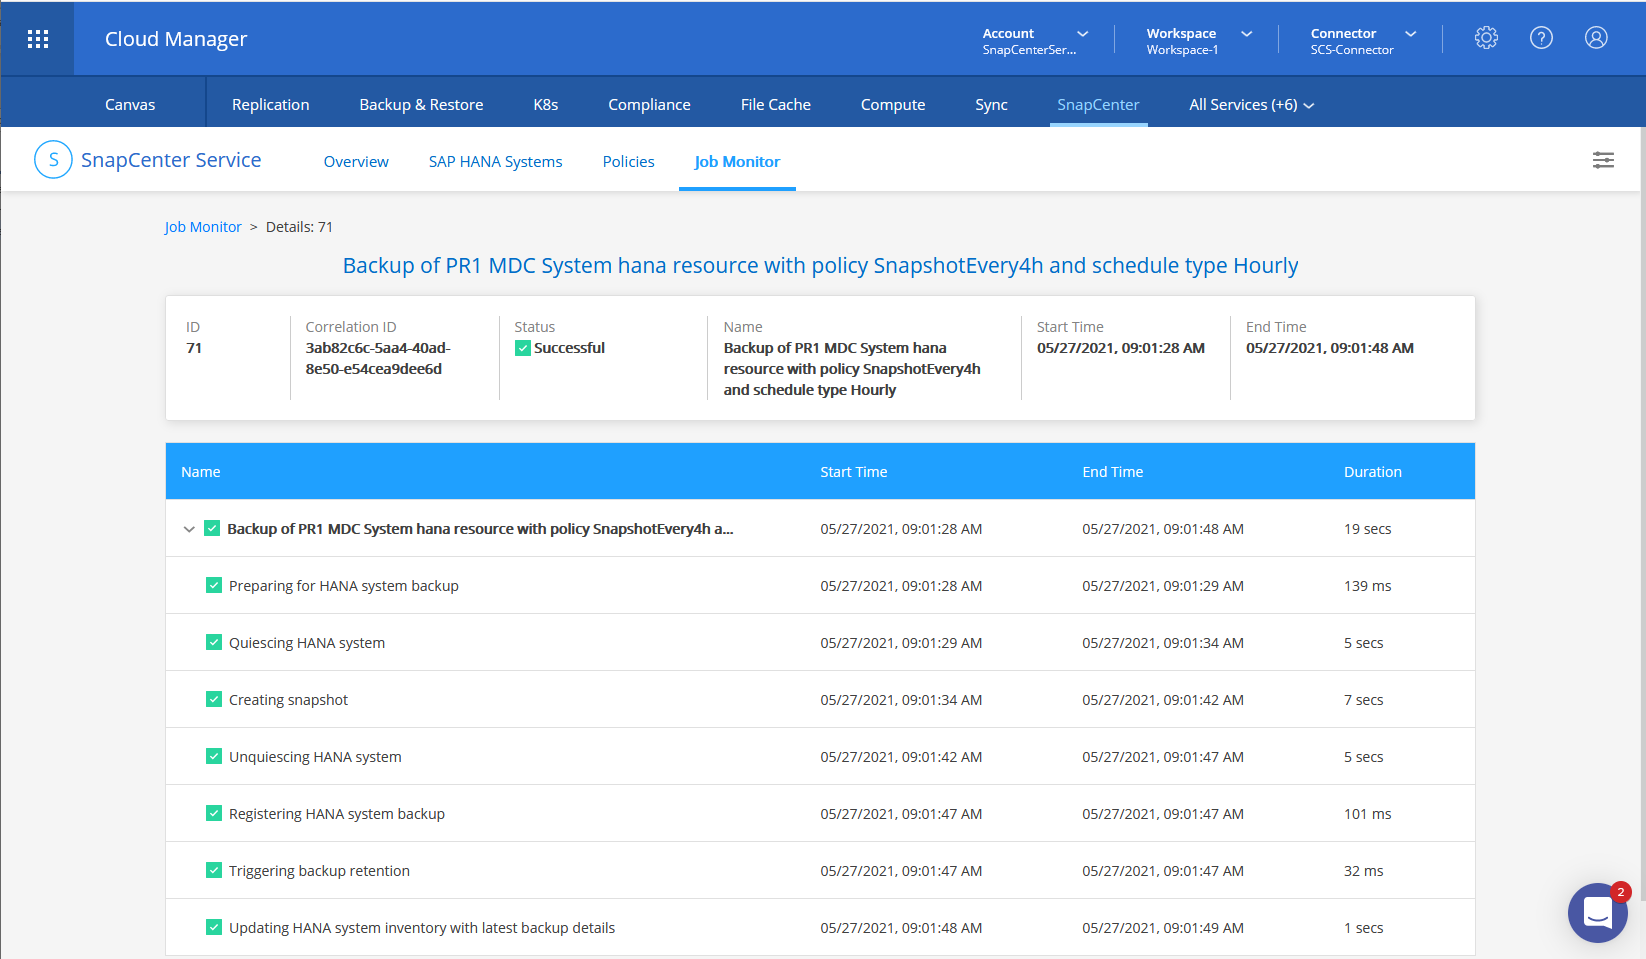 Cloud Manager
Account
SnapCenterSer...
Workspace
Workspace-1
Connector
SCS-Connector
?
Canvas
Replication
Backup & Restore
K8s
Compliance
File Cache
Compute
Sync
SnapCenter
All Services (+6)
S
SnapCenter Service
Overview
SAP HANA Systems
Policies
Job Monitor
Job Monitor > Details: 71
Backup of PR1 MDC System hana resource with policy SnapshotEvery4h and schedule type Hourly
ID
71
Correlation ID
3ab82c6c-5aa4-40ad-
8e50-e54cea9dee6d
Status
Successful
Name
Backup of PR1 MDC System hana
resource with policy SnapshotEvery4h
and schedule type Hourly
Start Time
05/27/2021, 09:01:28 AM
End Time
05/27/2021, 09:01:48 AM
Name Start Time End Time Duration
Backup of PR1 MDC System hana resource with policy SnapshotEvery4h a... 05/27/2021, 09:01:28 AM 05/27/2021, 09:01:48 AM 19 secs
Preparing for HANA system backup 05/27/2021, 09:01:28 AM 05/27/2021, 09:01:29 AM 139 ms
Quiescing HANA system 05/27/2021, 09:01:29 AM 05/27/2021, 09:01:34 AM 5 secs
Creating snapshot 05/27/2021, 09:01:34 AM 05/27/2021, 09:01:42 AM 7 secs
Unquiescing HANA system 05/27/2021, 09:01:42 AM 05/27/2021, 09:01:47 AM 5 secs
Registering HANA system backup 05/27/2021, 09:01:47 AM 05/27/2021, 09:01:47 AM 101 ms
Triggering backup retention 05/27/2021, 09:01:47 AM 05/27/2021, 09:01:47 AM 32 ms
2
Updating HANA system inventory with latest backup details 05/27/2021, 09:01:48 AM 05/27/2021, 09:01:49 AM 1 secs